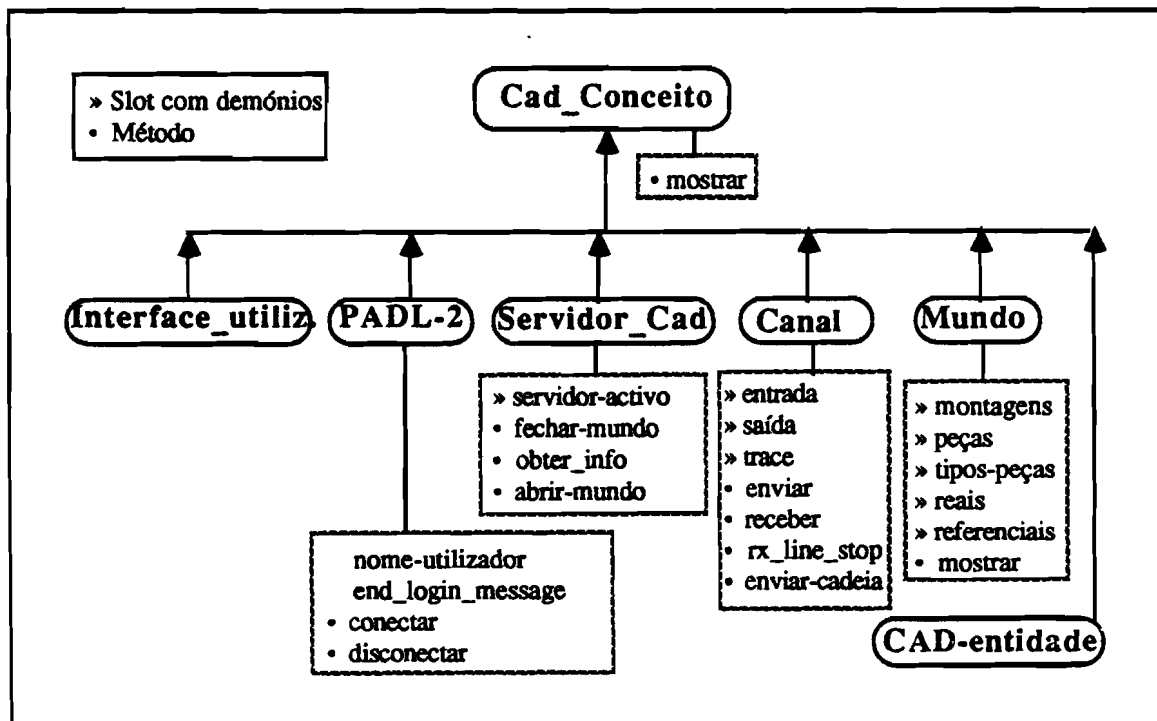 » Slot com demónios
• Método
Cad_Conceito
• mostrar
Interface_utiliz.
PADL-2
Servidor_Cad
Canal
Mundo
» servidor-activo
• fechar-mundo
• obter_info
• abrir-mundo
» entrada
» saída
» trace
• enviar
• receber
• rx_line_stop
• enviar-cadeia
» montagens
» peças
» tipos-peças
» reais
» referenciais
• mostrar
nome-utilizador
end_login_message
• conectar
• disconectar
CAD-entidade